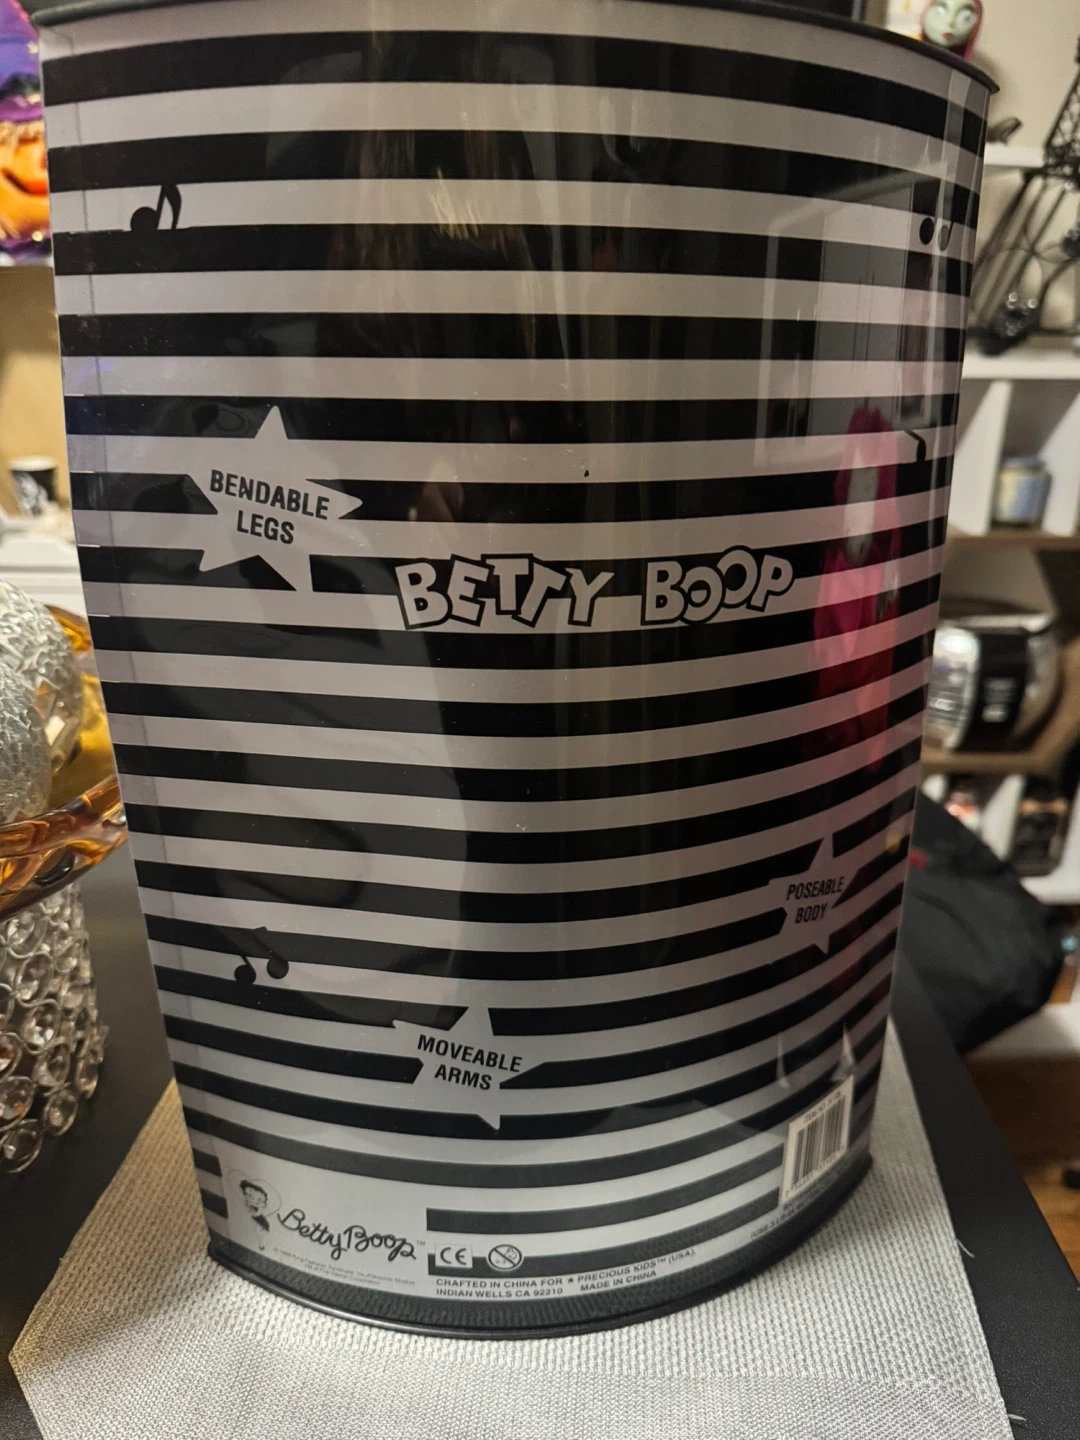 BENDABLE
LEGS
BETTY BOOP
POSEABLE
BODY
MOVEABLE
ARMS
Betty Boop™
CE
CRAFTED IN CHINA FOR ★ PRECIOUS KIDS™ (USA).
INDIAN WELLS CA 92210 MADE IN CHINA